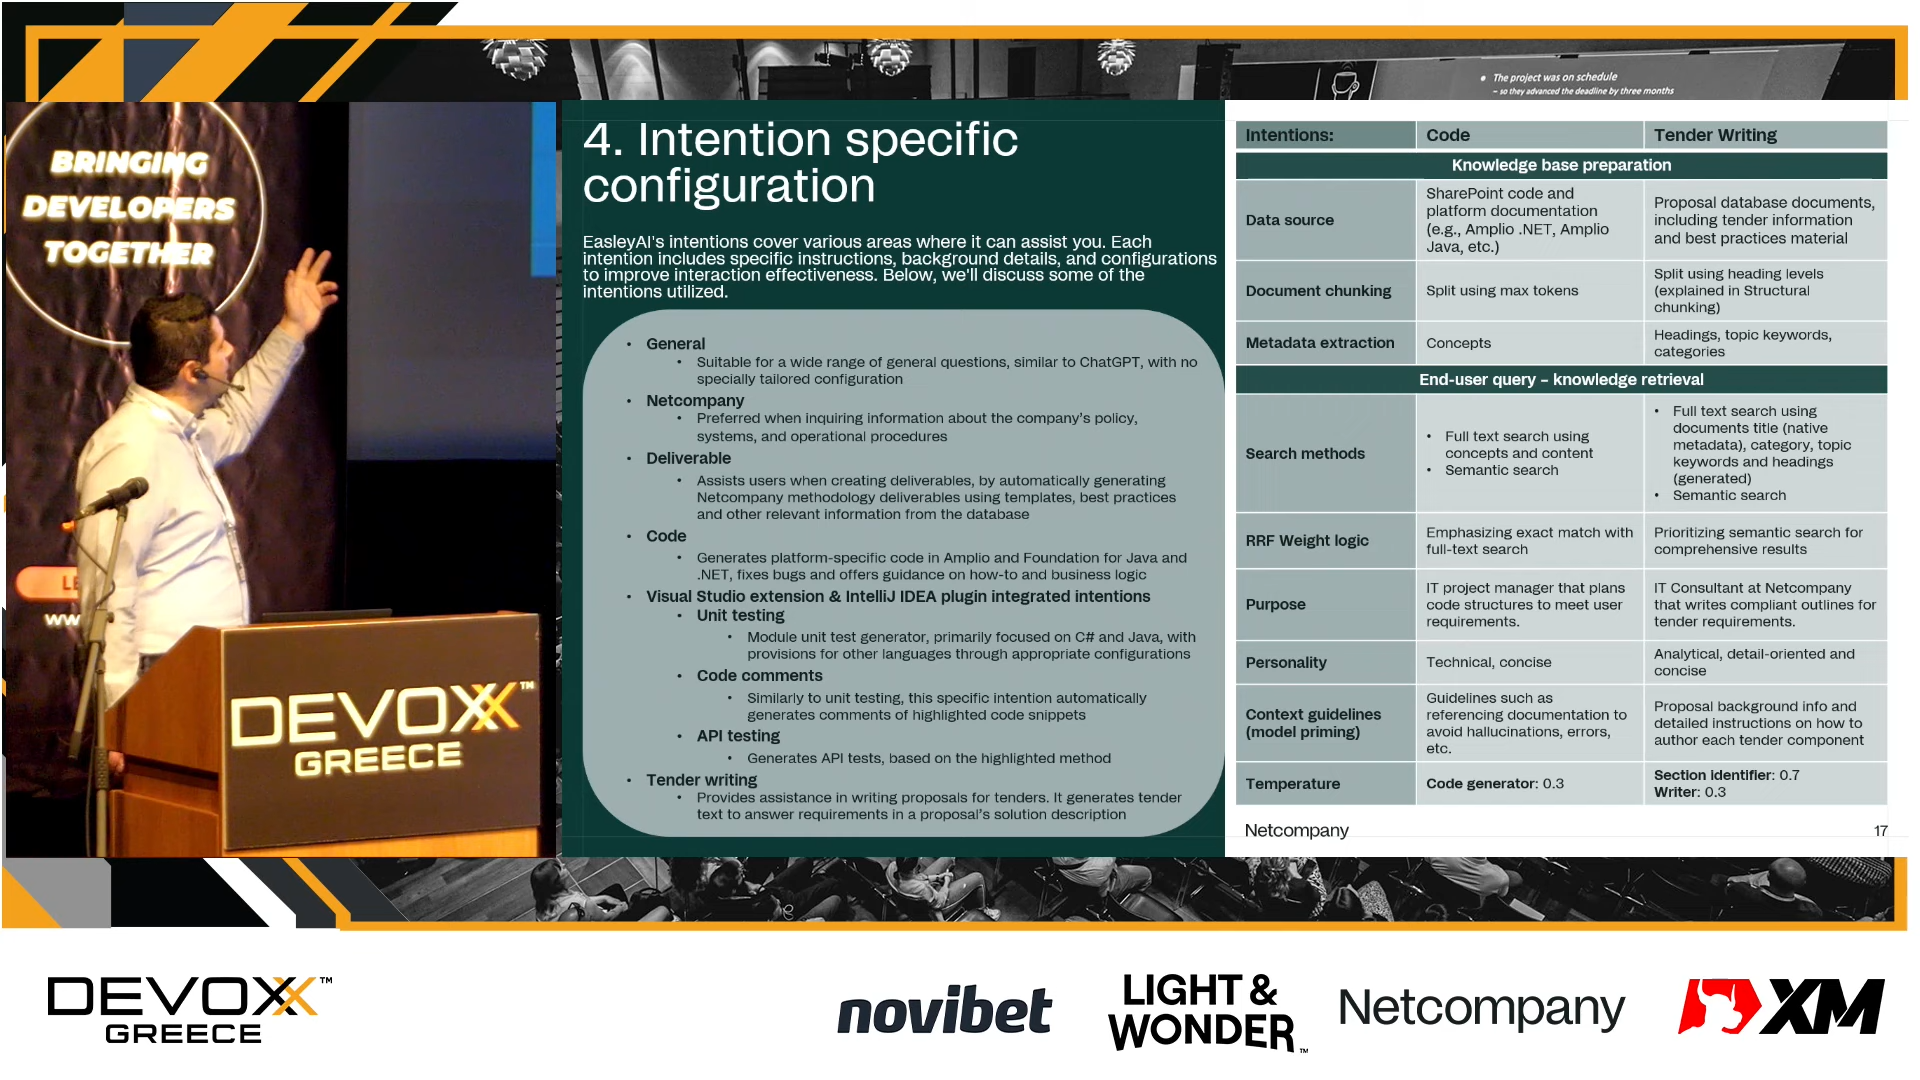 • The project was on schedule
– so they advanced the deadline by three months
BRINGING
DEVELOPERS
TOGETHER
LE
ww
DEVOXX™
GREECE
4. Intention specific
configuration
EasleyAI's intentions cover various areas where it can assist you. Each
intention includes specific instructions, background details, and configurations
to improve interaction effectiveness. Below, we'll discuss some of the
intentions utilized.
• General
• Suitable for a wide range of general questions, similar to ChatGPT, with no
specially tailored configuration
• Netcompany
• Preferred when inquiring information about the company's policy,
systems, and operational procedures
• Deliverable
• Assists users when creating deliverables, by automatically generating
Netcompany methodology deliverables using templates, best practices
and other relevant information from the database
• Code
• Generates platform-specific code in Amplio and Foundation for Java and
.NET, fixes bugs and offers guidance on how-to and business logic
• Visual Studio extension & IntelliJ IDEA plugin integrated intentions
• Unit testing
• Module unit test generator, primarily focused on C# and Java, with
provisions for other languages through appropriate configurations
• Code comments
• Similarly to unit testing, this specific intention automatically
generates comments of highlighted code snippets
• API testing
• Generates API tests, based on the highlighted method
• Tender writing
• Provides assistance in writing proposals for tenders. It generates tender
text to answer requirements in a proposal's solution description
Intentions: Code Tender Writing
Knowledge base preparation
Data source
SharePoint code and
platform documentation
(e.g., Amplio .NET, Amplio
Java, etc.)
Proposal database documents,
including tender information
and best practices material
Document chunking
Split using max tokens
Split using heading levels
(explained in Structural
chunking)
Metadata extraction
Concepts
Headings, topic keywords,
categories
End-user query – knowledge retrieval
Search methods
• Full text search using
concepts and content
• Semantic search
• Full text search using
documents title (native
metadata), category, topic
keywords and headings
(generated)
• Semantic search
RRF Weight logic
Emphasizing exact match with
full-text search
Prioritizing semantic search for
comprehensive results
Purpose
IT project manager that plans
code structures to meet user
requirements.
IT Consultant at Netcompany
that writes compliant outlines for
tender requirements.
Personality
Technical, concise
Analytical, detail-oriented and
concise
Context guidelines
(model priming)
Guidelines such as
referencing documentation to
avoid hallucinations, errors,
etc.
Proposal background info and
detailed instructions on how to
author each tender component
Temperature
Code generator: 0.3
Section identifier: 0.7
Writer: 0.3
Netcompany
17
DEVOXX™
GREECE
novibet
LIGHT &
WONDER™
Netcompany
XM